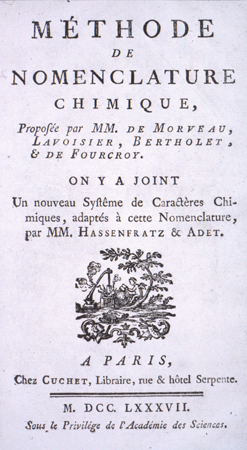 MÉTHODE
DE
NOMENCLATURE
CHIMIQUE,
Proposée par MM. DE MORVEAU,
LAVOISIER, BERTHOLET,
& DE FOURCROY.
ON Y A JOINT
Un nouveau Systême de Caractères Chi-
miques, adaptés à cette Nomenclature,
par MM. HASSENFRATZ & ADET.
A PARIS,
Chez CUCHET, Libraire, rue & hôtel Serpente.
M. DCC. LXXXVII.
Sous le Privilége de l'Académie des Sciences.